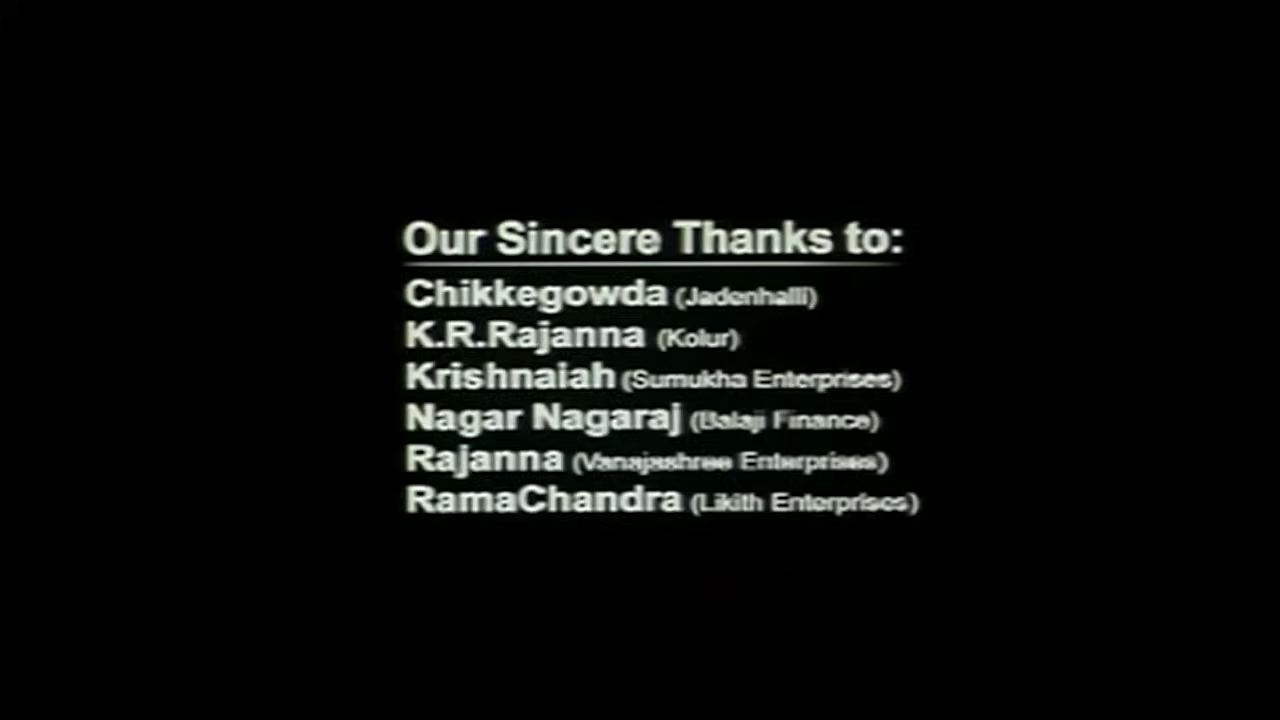 Our Sincere Thanks to:
Chikkegowda (Jadenhalli)
K.R.Rajanna (Kolur)
Krishnaiah (Sumukha Enterprises)
Nagar Nagaraj (Balaji Finance)
Rajanna (Vanajashree Enterprises)
RamaChandra (Likith Enterprises)